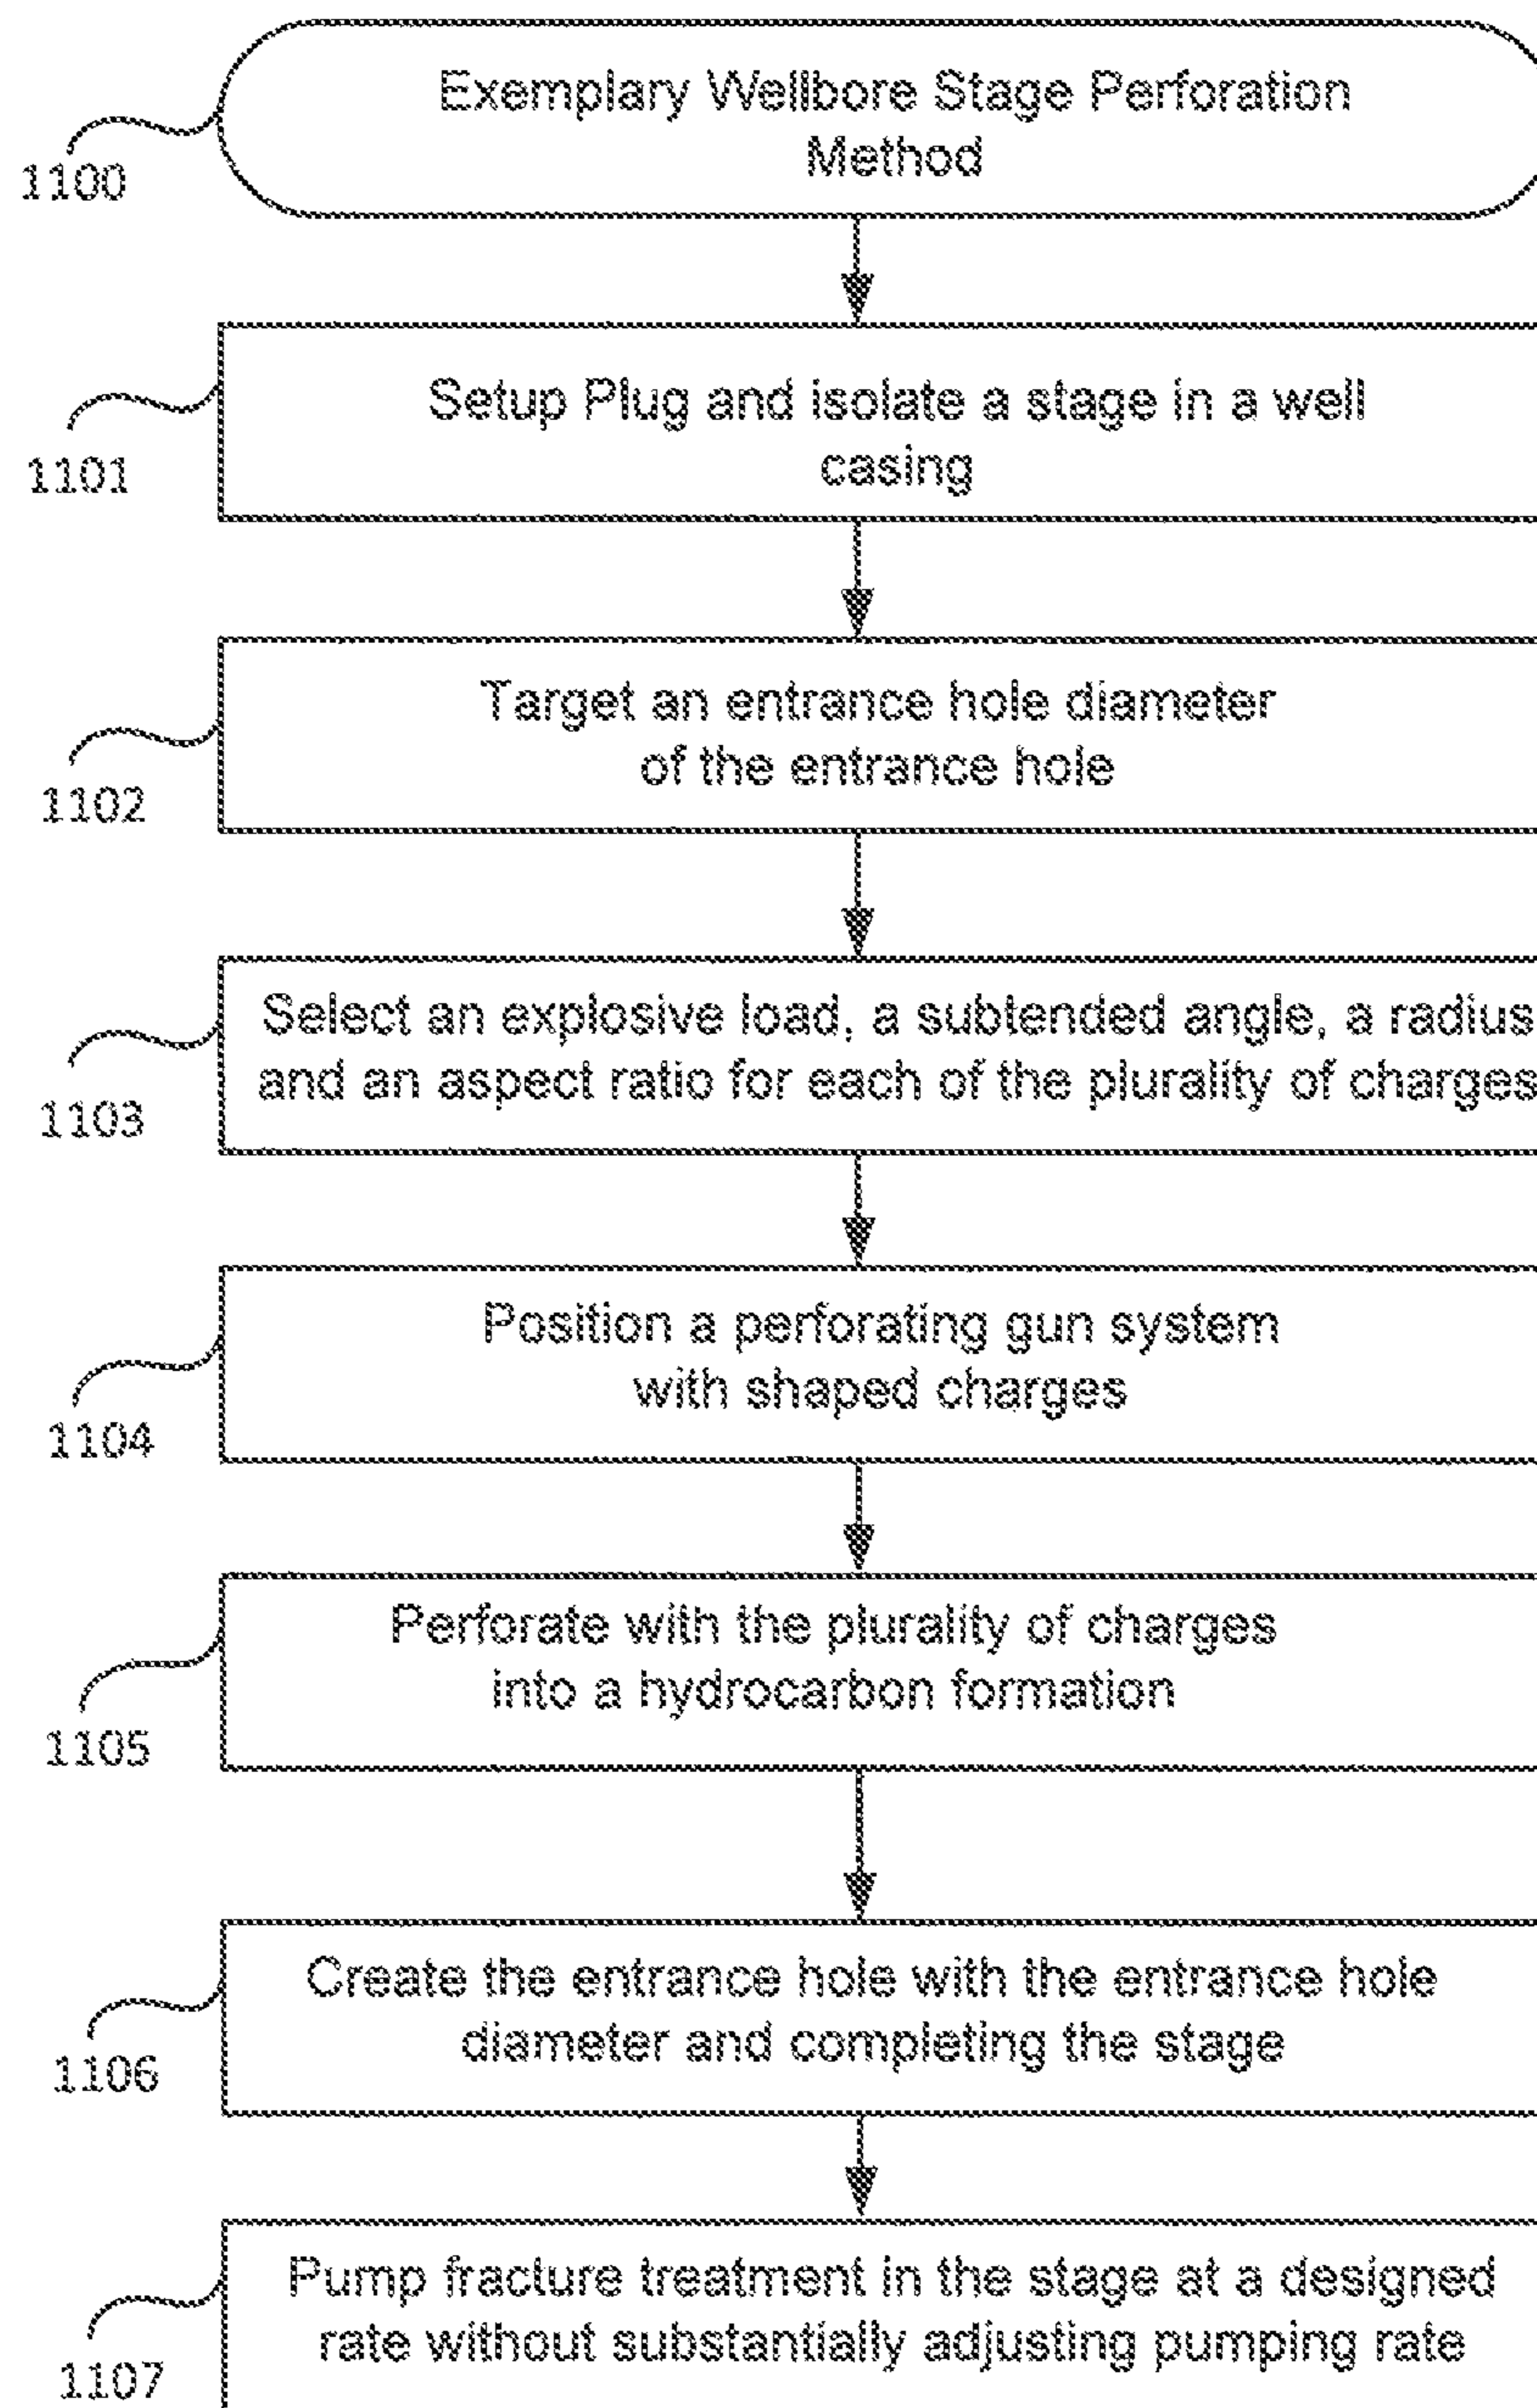 Exemplary Wellbore Stage Perforation
Method
1100
Setup Plug and isolate a stage in a well
casing
1101
Target an entrance hole diameter
of the entrance hole
1102
Select an explosive load, a subtended angle, a radius
and an aspect ratio for each of the plurality of charges
1103
Position a perforating gun system
with shaped charges
1104
Perforate with the plurality of charges
into a hydrocarbon formation
1105
Create the entrance hole with the entrance hole
diameter and completing the stage
1106
Pump fracture treatment in the stage at a designed
rate without substantially adjusting pumping rate
1107